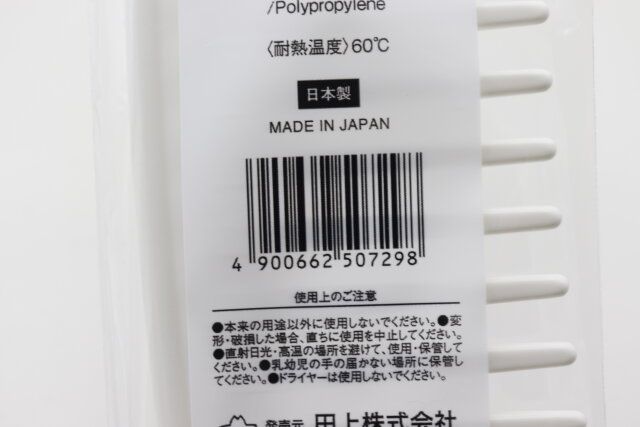 /Polypropylene
〈耐熱温度〉60℃
日本製
MADE IN JAPAN
4 900662 507298
使用上のご注意
●本来の用途以外に使用しないでください。●変
形・破損した場合、直ちに使用を中止してください。
●直射日光・高温の場所を避けて、使用・保管して
ください。●乳幼児の手の届かない場所に保管し
てください。●ドライヤーは使用しないでください。
発売元 田上株式会社